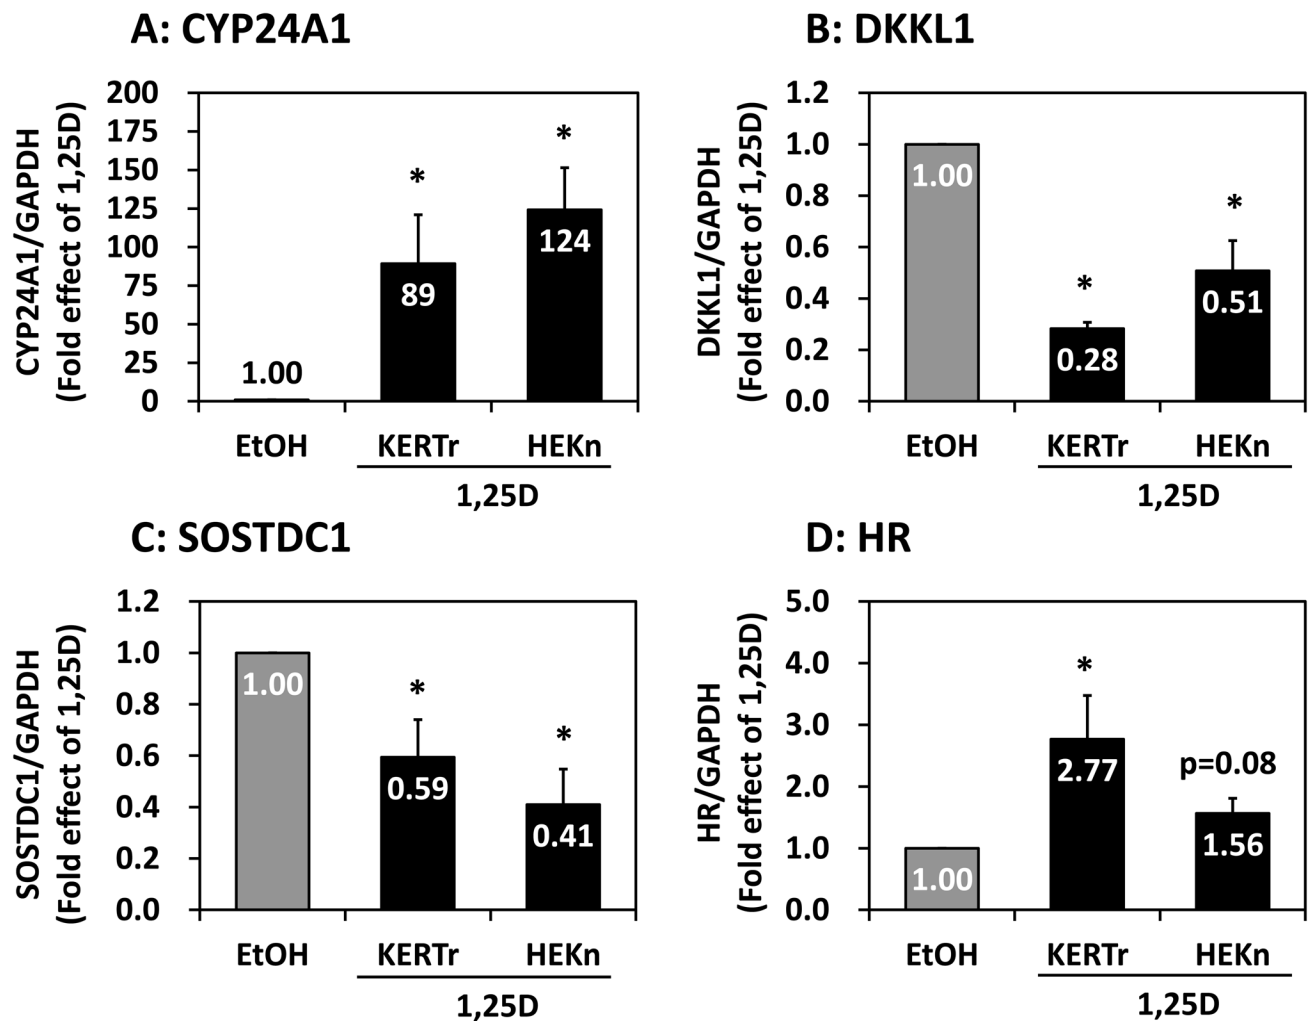 A: CYP24A1
CYP24A1/GAPDH
(Fold effect of 1,25D)
200
175
150
125
100
75
50
25
0
1.00
*
89
*
124
EtOH KERTr HEKn
1,25D
B: DKKL1
DKKL1/GAPDH
(Fold effect of 1,25D)
1.2
1.0
0.8
0.6
0.4
0.2
0.0
1.00
*
0.28
*
0.51
EtOH KERTr HEKn
1,25D
C: SOSTDC1
SOSTDC1/GAPDH
(Fold effect of 1,25D)
1.2
1.0
0.8
0.6
0.4
0.2
0.0
1.00
*
0.59
*
0.41
EtOH KERTr HEKn
1,25D
D: HR
HR/GAPDH
(Fold effect of 1,25D)
5.0
4.0
3.0
2.0
1.0
0.0
1.00
*
2.77
p=0.08
1.56
EtOH KERTr HEKn
1,25D